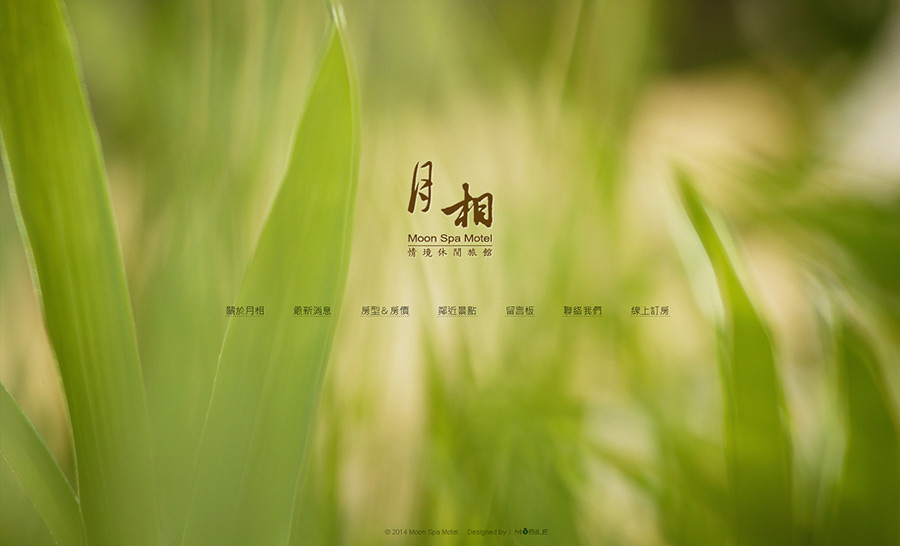 月相
Moon Spa Motel
情境休閒旅館
關於月相 最新消息 房型＆房價 鄰近景點 留言板 聯絡我們 線上訂房
© 2014 Moon Spa Motel Designed by